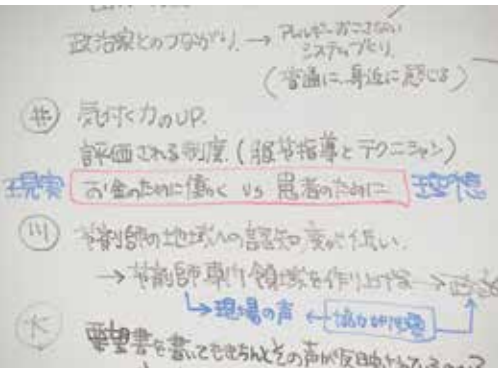 政治家とのつながり → アレルギーおこさない
システムづくり
(普通に、身近に感じる)
気付く力のUP.
評価される制度 (服薬指導とテクニシャン)
現実 お金のために働く vs 患者のために 理想
川 薬剤師の地域への認知度が低い.
→ 薬剤師専門領域を作り上げる →
↳ 現場の声 ← 協力が必要
要望書を書いてもきちんとその声が反映